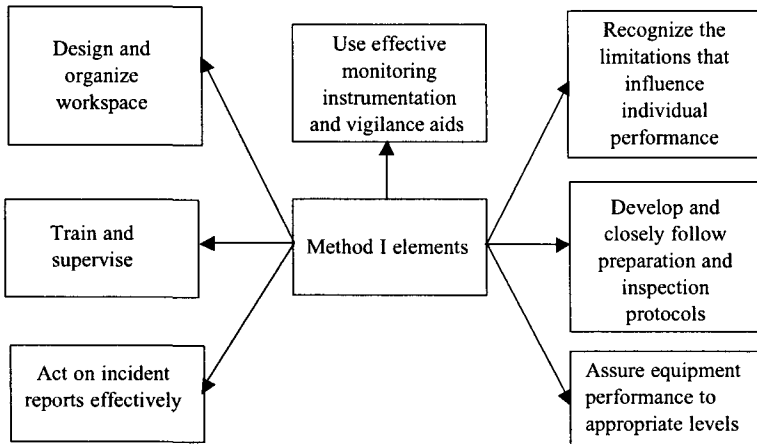 Design and
organize
workspace
Use effective
monitoring
instrumentation
and vigilance aids
Recognize the
limitations that
influence
individual
performance
Train and
supervise
Method I elements
Develop and
closely follow
preparation and
inspection
protocols
Act on incident
reports effectively
Assure equipment
performance to
appropriate levels